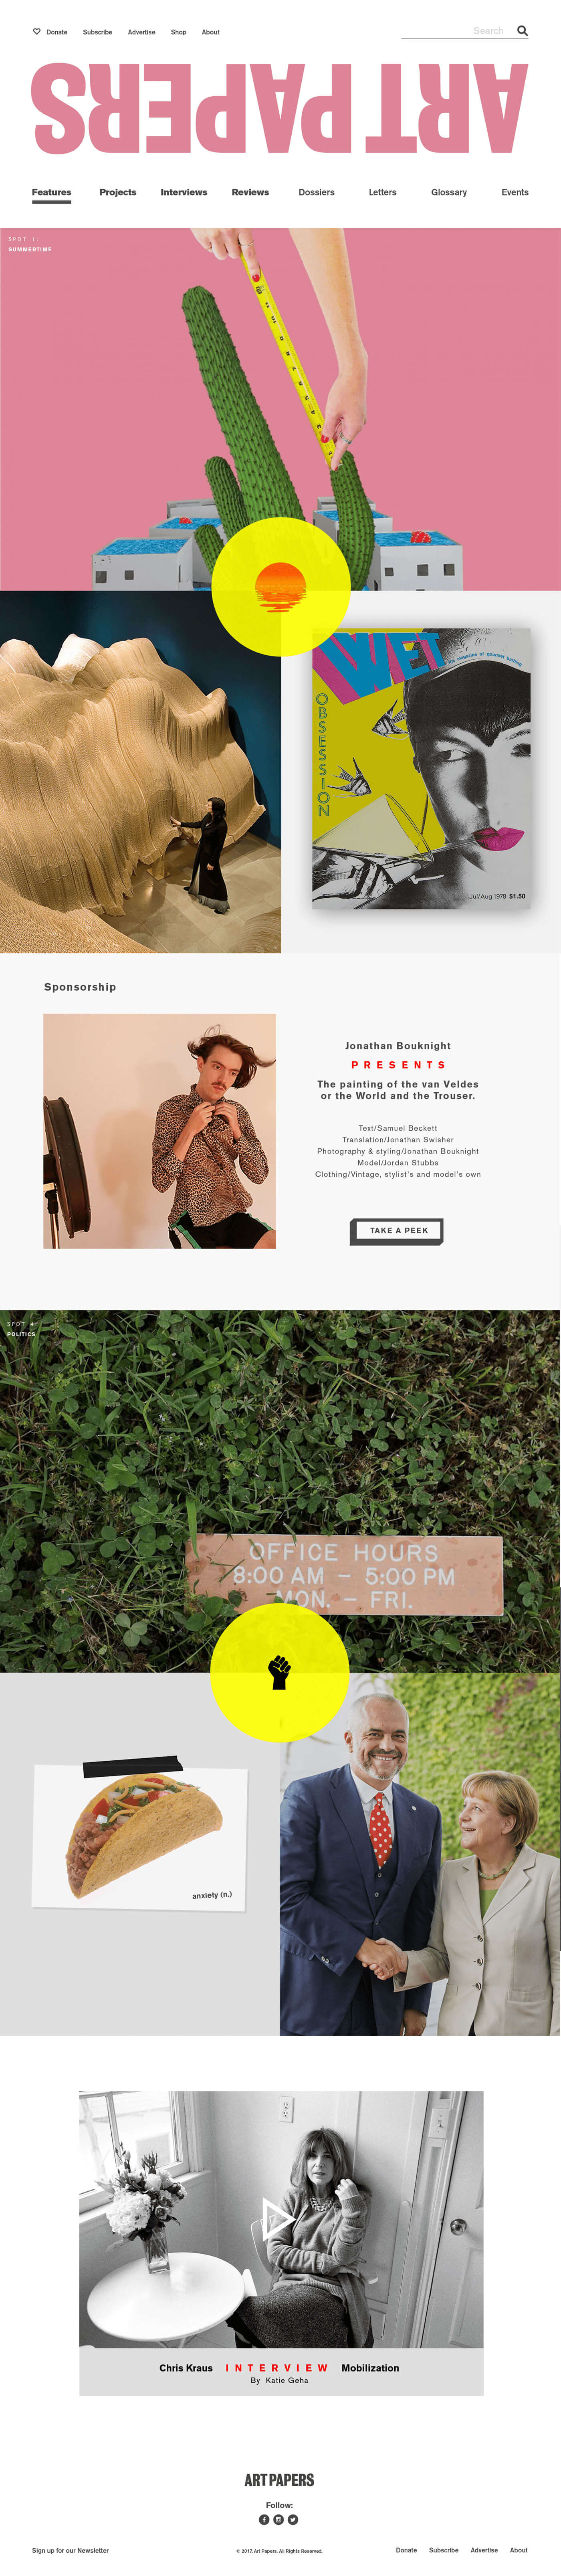 Donate Subscribe Advertise Shop About Search
ART PAPERS
Features Projects Interviews Reviews Dossiers Letters Glossary Events
SPOT 1:
SUMMERTIME
WET
the magazine of gourmet bathing
OBSESSION
Jul/Aug 1978 $1.50
Sponsorship
Jonathan Bouknight
PRESENTS
The painting of the van Veldes
or the World and the Trouser.
Text/Samuel Beckett
Translation/Jonathan Swisher
Photography & styling/Jonathan Bouknight
Model/Jordan Stubbs
Clothing/Vintage, stylist's and model's own
TAKE A PEEK
SPOT 4:
POLITICS
OFFICE HOURS
8:00 AM – 5:00 PM
MON. – FRI.
anxiety (n.)
Chris Kraus INTERVIEW Mobilization
By Katie Geha
ART PAPERS
Follow:
Sign up for our Newsletter © 2017. Art Papers. All Rights Reserved. Donate Subscribe Advertise About